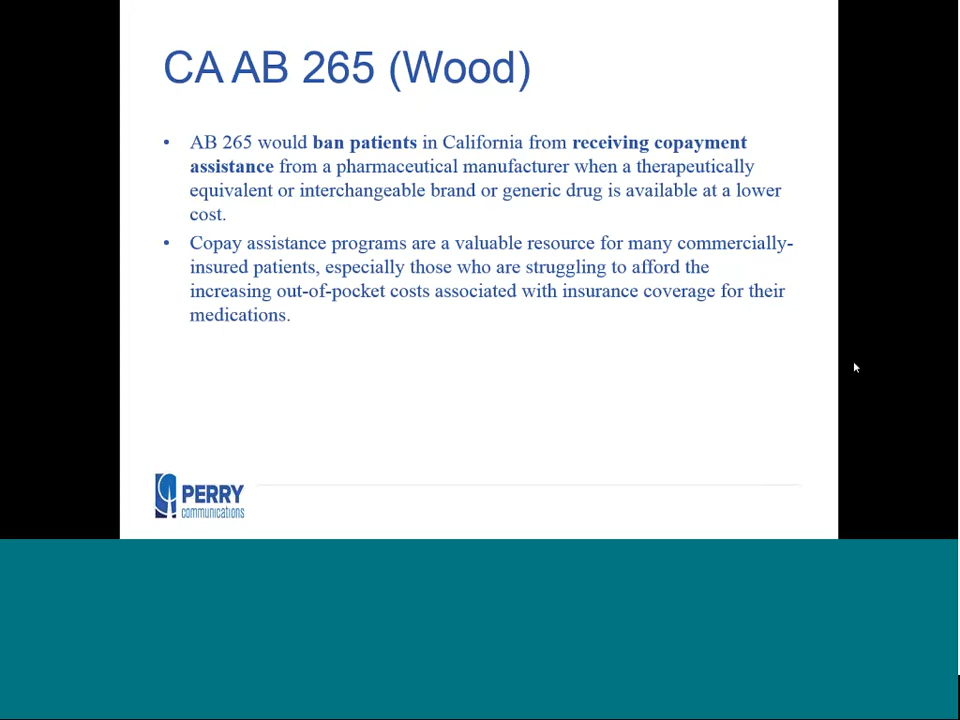 CA AB 265 (Wood)
• AB 265 would ban patients in California from receiving copayment
assistance from a pharmaceutical manufacturer when a therapeutically
equivalent or interchangeable brand or generic drug is available at a lower
cost.
• Copay assistance programs are a valuable resource for many commercially-
insured patients, especially those who are struggling to afford the
increasing out-of-pocket costs associated with insurance coverage for their
medications.
PERRY
communications